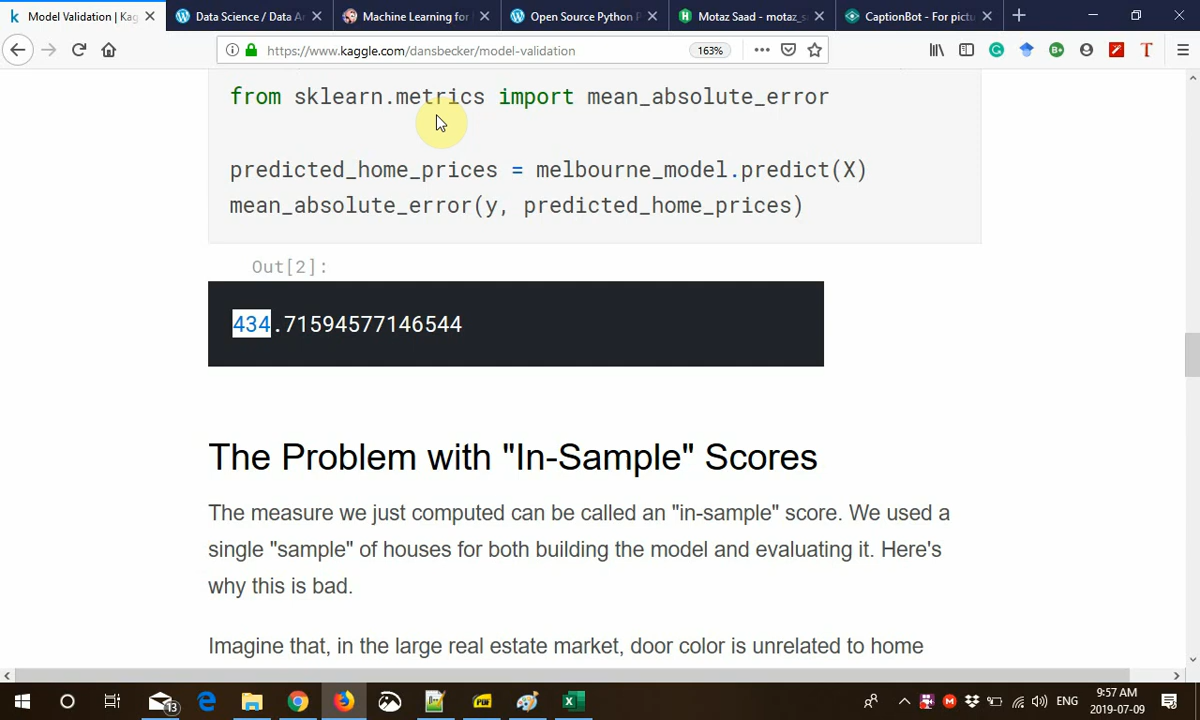 Model Validation | Kag
Data Science / Data A
Machine Learning for
Open Source Python P
Motaz Saad - motaz_s
CaptionBot - For pictu
https://www.kaggle.com/dansbecker/model-validation
163%
from sklearn.metrics import mean_absolute_error
predicted_home_prices = melbourne_model.predict(X)
mean_absolute_error(y, predicted_home_prices)
Out[2]:
434.71594577146544
The Problem with "In-Sample" Scores
The measure we just computed can be called an "in-sample" score. We used a
single "sample" of houses for both building the model and evaluating it. Here's
why this is bad.
Imagine that, in the large real estate market, door color is unrelated to home
13
ENG
9:57 AM
2019-07-09